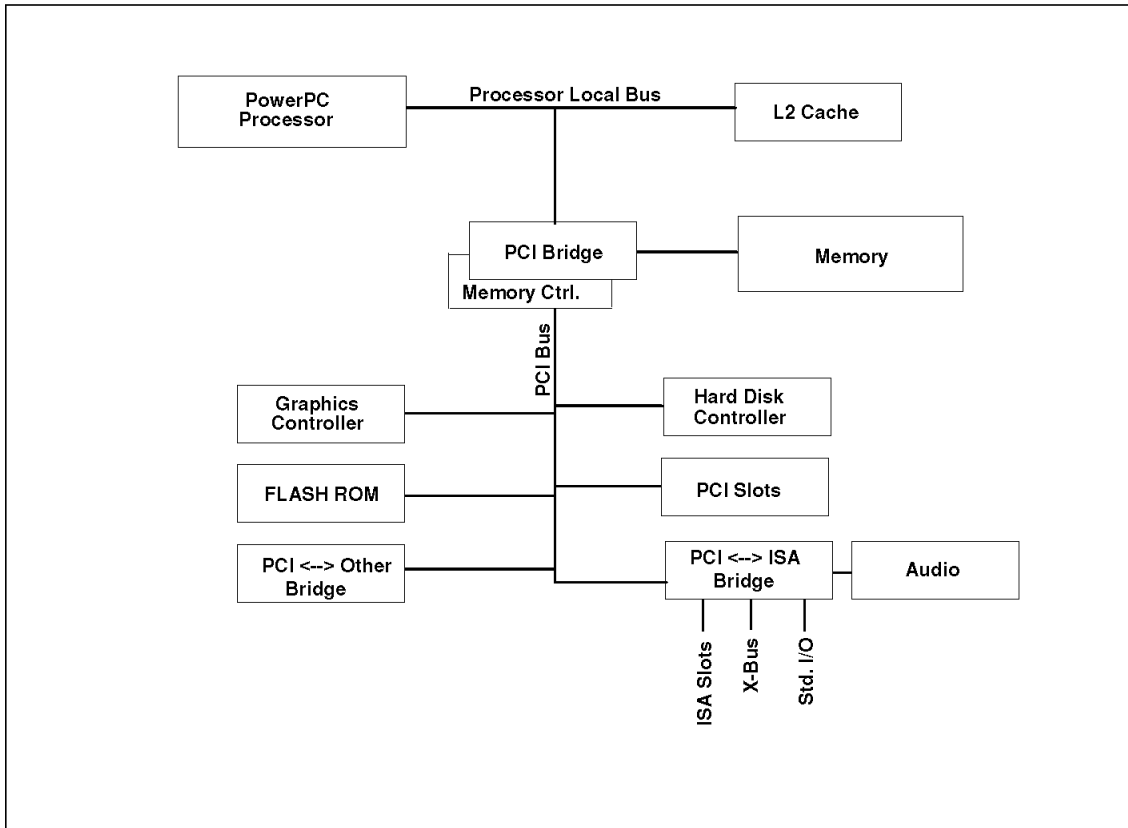 PowerPC
Processor
Processor Local Bus
L2 Cache
PCI Bridge
Memory
Memory Ctrl.
PCI Bus
Graphics
Controller
Hard Disk
Controller
FLASH ROM
PCI Slots
PCI <--> Other
Bridge
PCI <--> ISA
Bridge
Audio
ISA Slots
X-Bus
Std. I/O